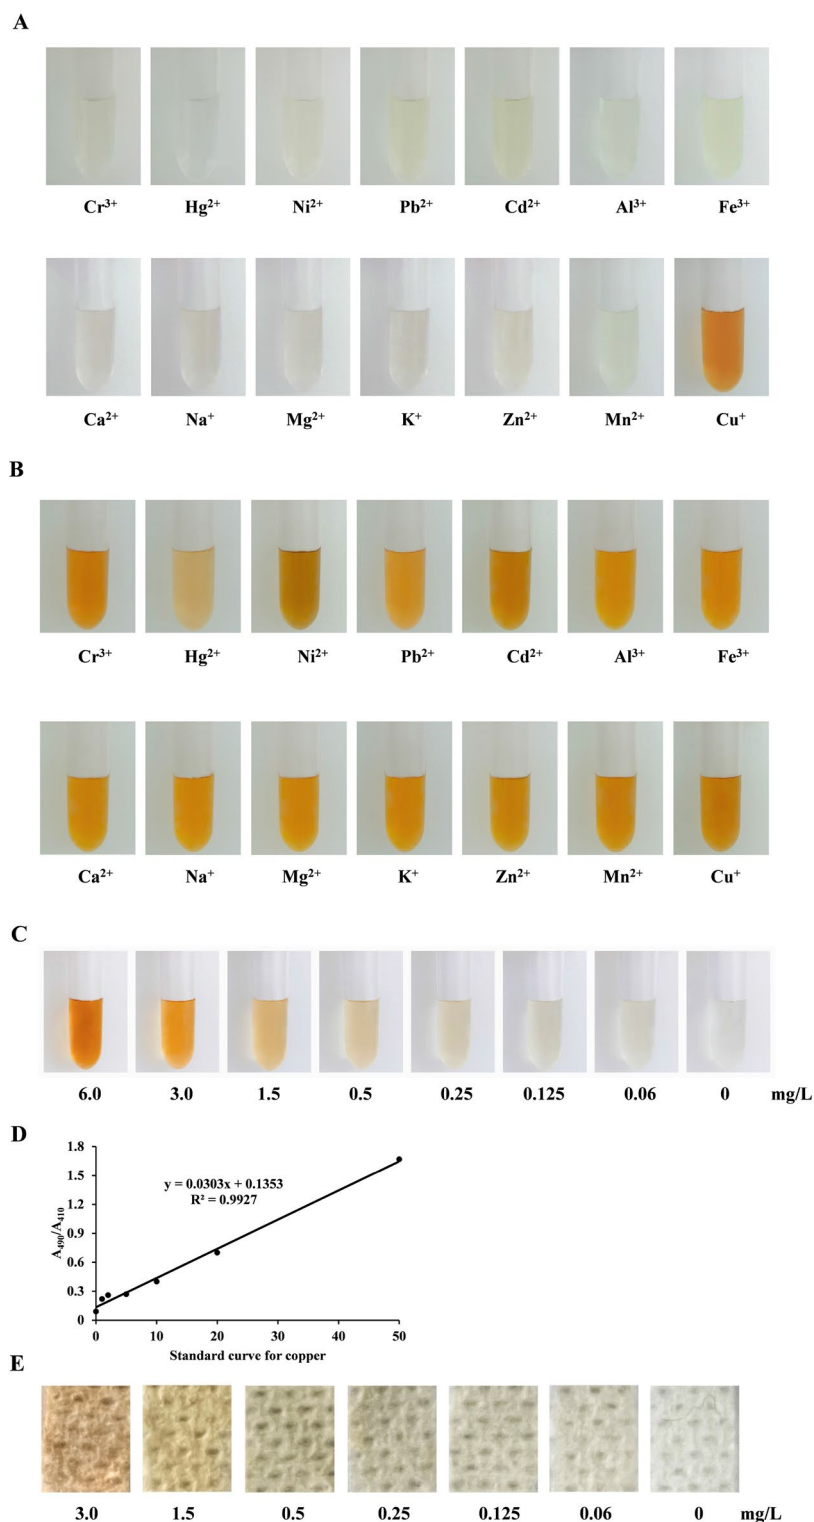 A
Cr³⁺ Hg²⁺ Ni²⁺ Pb²⁺ Cd²⁺ Al³⁺ Fe³⁺
Ca²⁺ Na⁺ Mg²⁺ K⁺ Zn²⁺ Mn²⁺ Cu⁺
B
Cr³⁺ Hg²⁺ Ni²⁺ Pb²⁺ Cd²⁺ Al³⁺ Fe³⁺
Ca²⁺ Na⁺ Mg²⁺ K⁺ Zn²⁺ Mn²⁺ Cu⁺
C
6.0 3.0 1.5 0.5 0.25 0.125 0.06 0 mg/L
D
1.8
1.5
1.2
0.9
0.6
0.3
0
A₄₉₀/A₄₁₀
y = 0.0303x + 0.1353
R² = 0.9927
0 10 20 30 40 50
Standard curve for copper
E
3.0 1.5 0.5 0.25 0.125 0.06 0 mg/L